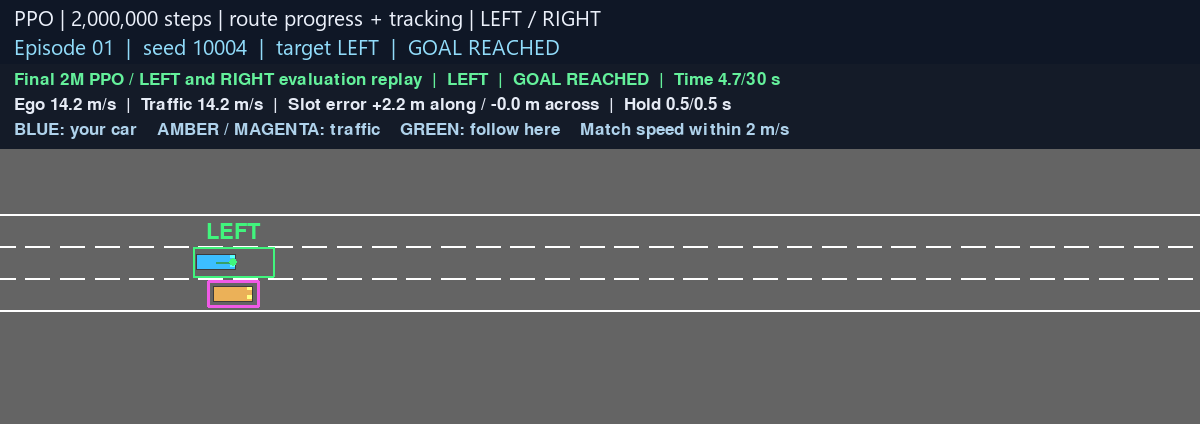 PPO | 2,000,000 steps | route progress + tracking | LEFT / RIGHT
Episode 01 | seed 10004 | target LEFT | GOAL REACHED
Final 2M PPO / LEFT and RIGHT evaluation replay | LEFT | GOAL REACHED | Time 4.7/30 s
Ego 14.2 m/s | Traffic 14.2 m/s | Slot error +2.2 m along / -0.0 m across | Hold 0.5/0.5 s
BLUE: your car AMBER / MAGENTA: traffic GREEN: follow here Match speed within 2 m/s
LEFT